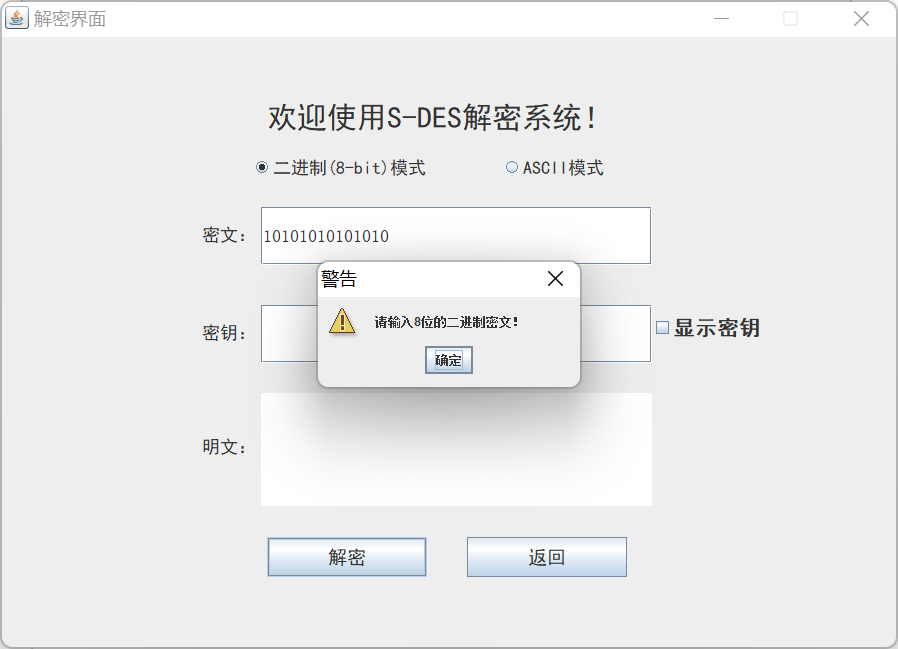 解密界面
欢迎使用S-DES解密系统！
二进制(8-bit)模式 ASCII模式
密文： 10101010101010
警告
请输入8位的二进制密文！
密钥： 显示密钥
确定
明文：
解密 返回